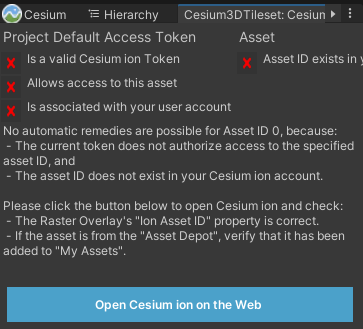 Cesium Hierarchy Cesium3DTileset: Cesiun
Project Default Access Token Asset
Is a valid Cesium ion Token Asset ID exists in y
Allows access to this asset
Is associated with your user account
No automatic remedies are possible for Asset ID 0, because:
- The current token does not authorize access to the specified
asset ID, and
- The asset ID does not exist in your Cesium ion account.
Please click the button below to open Cesium ion and check:
- The Raster Overlay's "Ion Asset ID" property is correct.
- If the asset is from the "Asset Depot", verify that it has been
added to "My Assets".
Open Cesium ion on the Web